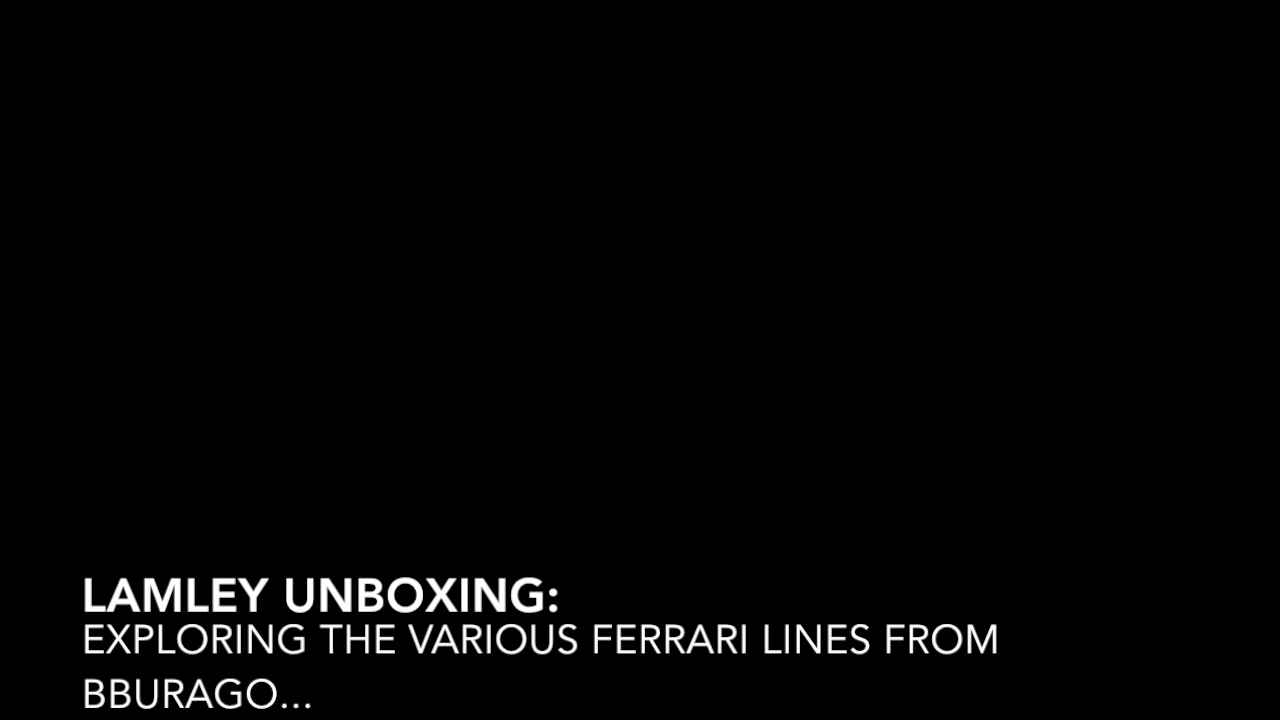 LAMLEY UNBOXING:
EXPLORING THE VARIOUS FERRARI LINES FROM
BBURAGO...